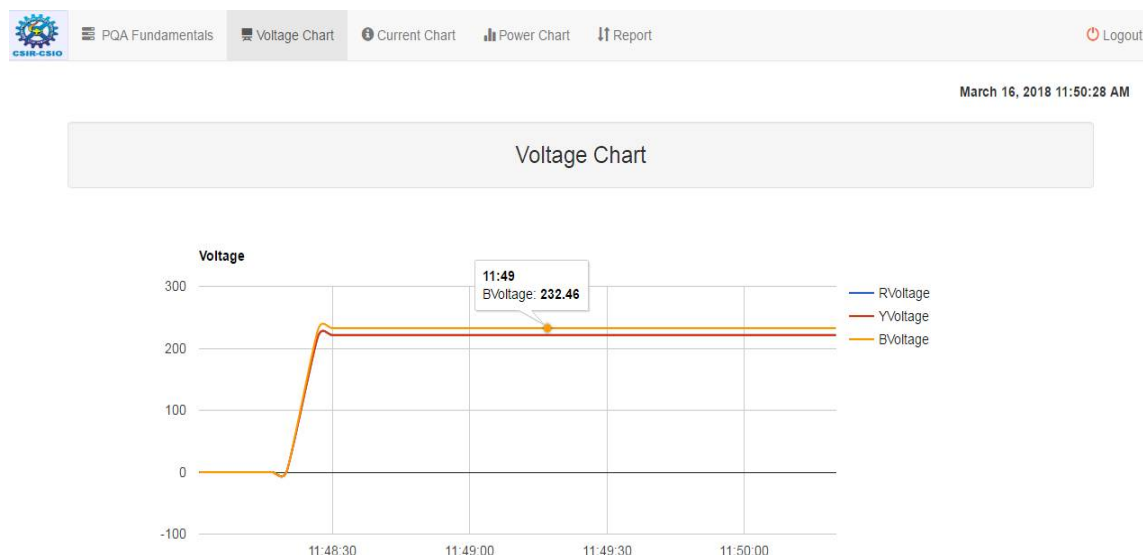 CSIR-CSIO
PQA Fundamentals
Voltage Chart
Current Chart
Power Chart
Report
Logout
March 16, 2018 11:50:28 AM
Voltage Chart
Voltage
300
200
100
0
-100
11:49
BVoltage: 232.46
RVoltage
YVoltage
BVoltage
11:48:30
11:49:00
11:49:30
11:50:00